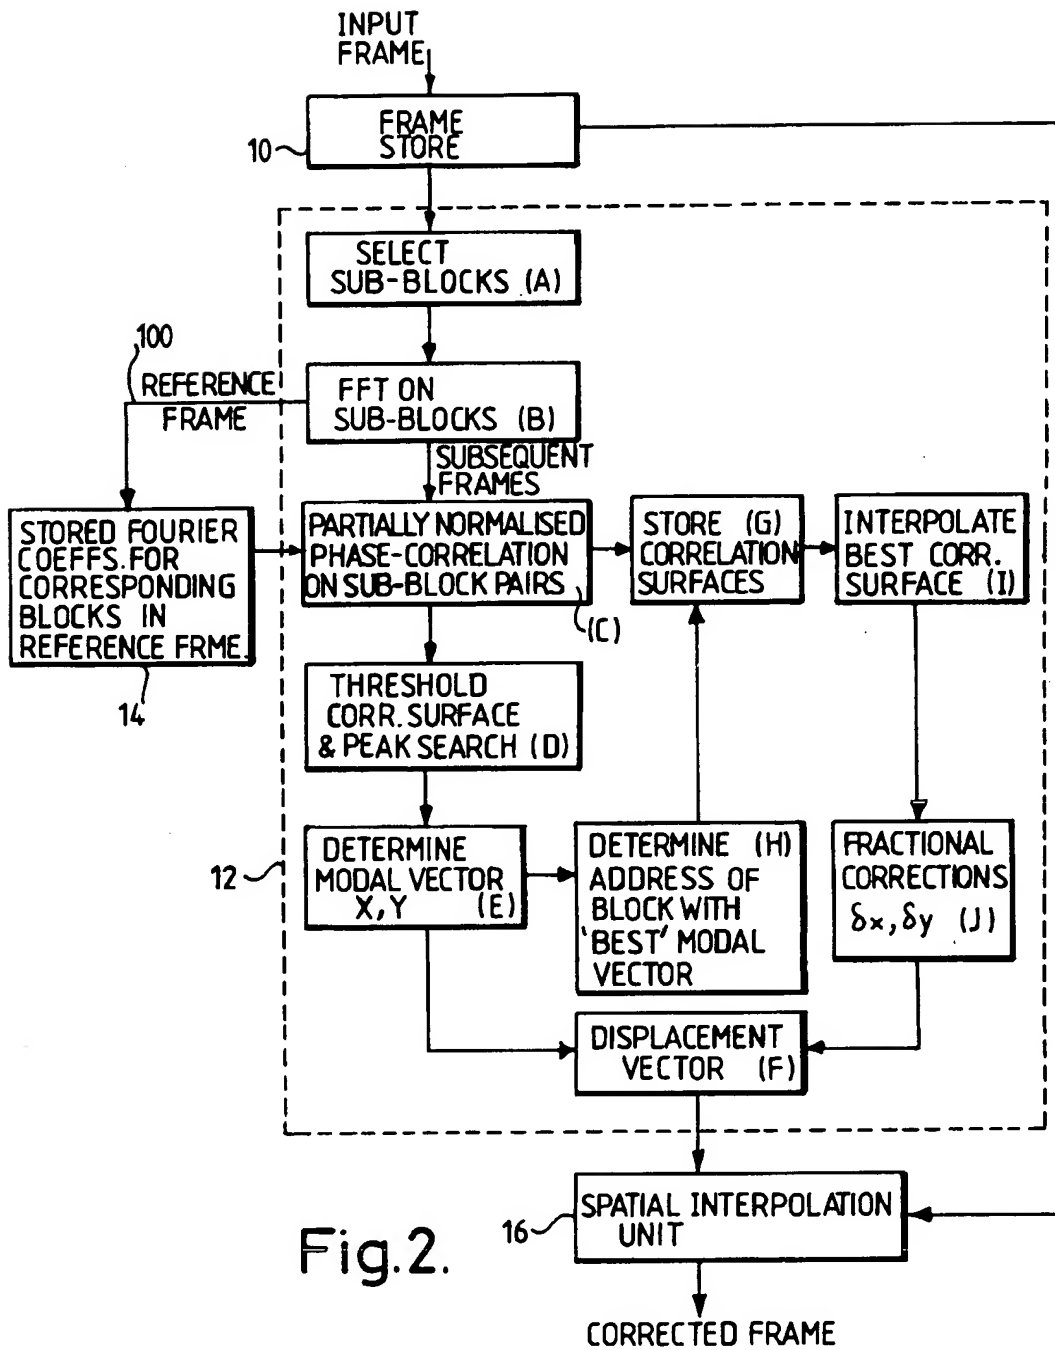 INPUT
FRAME
FRAME
STORE
10
SELECT
SUB-BLOCKS (A)
100
REFERENCE
FRAME
FFT ON
SUB-BLOCKS (B)
SUBSEQUENT
FRAMES
STORED FOURIER
COEFFS. FOR
CORRESPONDING
BLOCKS IN
REFERENCE FRME.
14
PARTIALLY NORMALISED
PHASE-CORRELATION
ON SUB-BLOCK PAIRS
(C)
STORE (G)
CORRELATION
SURFACES
INTERPOLATE
BEST CORR.
SURFACE (I)
THRESHOLD
CORR. SURFACE
& PEAK SEARCH (D)
12
DETERMINE
MODAL VECTOR
X, Y (E)
DETERMINE (H)
ADDRESS OF
BLOCK WITH
'BEST' MODAL
VECTOR
FRACTIONAL
CORRECTIONS
δx, δy (J)
DISPLACEMENT
VECTOR (F)
SPATIAL INTERPOLATION
UNIT
16
Fig.2.
CORRECTED FRAME